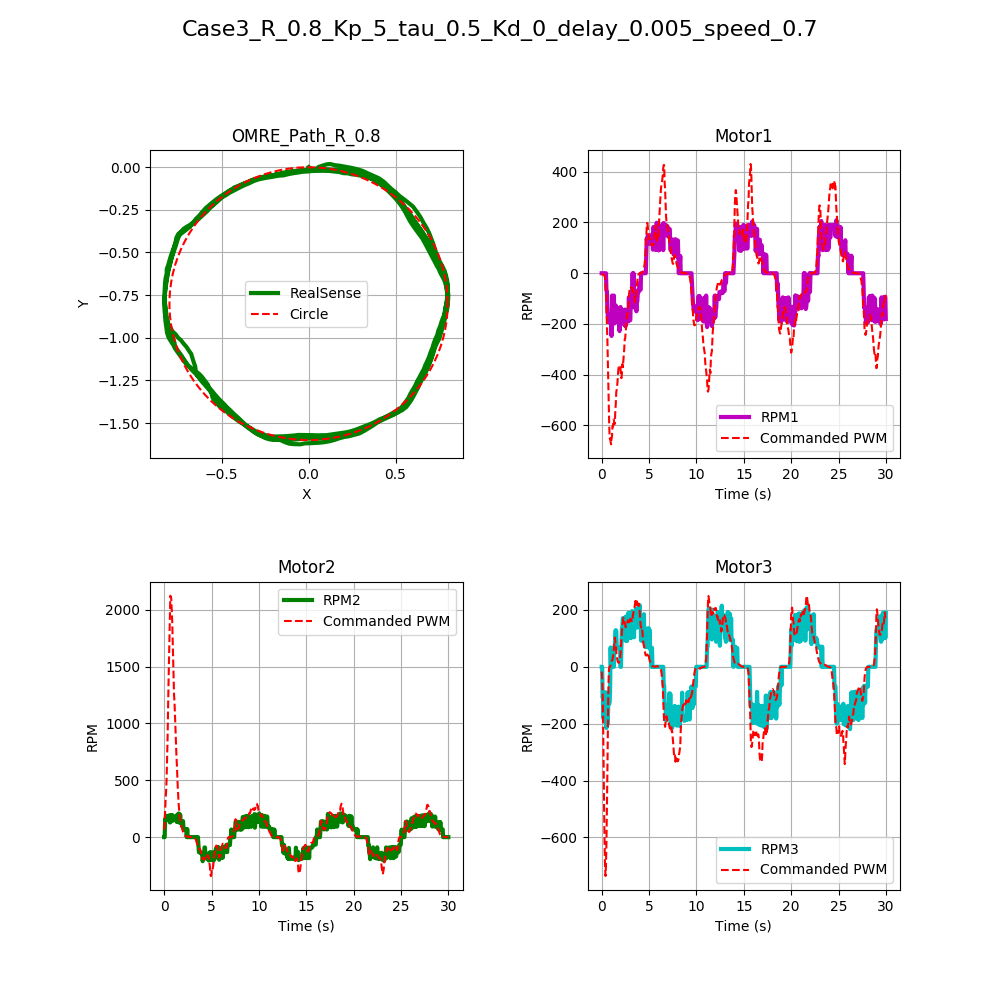 Case3_R_0.8_Kp_5_tau_0.5_Kd_0_delay_0.005_speed_0.7
OMRE_Path_R_0.8
0.00
−0.25
−0.50
−0.75
−1.00
−1.25
−1.50
Y
RealSense
Circle
−0.5
0.0
0.5
X
Motor1
400
200
0
−200
−400
−600
RPM
RPM1
Commanded PWM
0
5
10
15
20
25
30
Time (s)
Motor2
2000
1500
1000
500
0
RPM
RPM2
Commanded PWM
0
5
10
15
20
25
30
Time (s)
Motor3
200
0
−200
−400
−600
RPM
RPM3
Commanded PWM
0
5
10
15
20
25
30
Time (s)